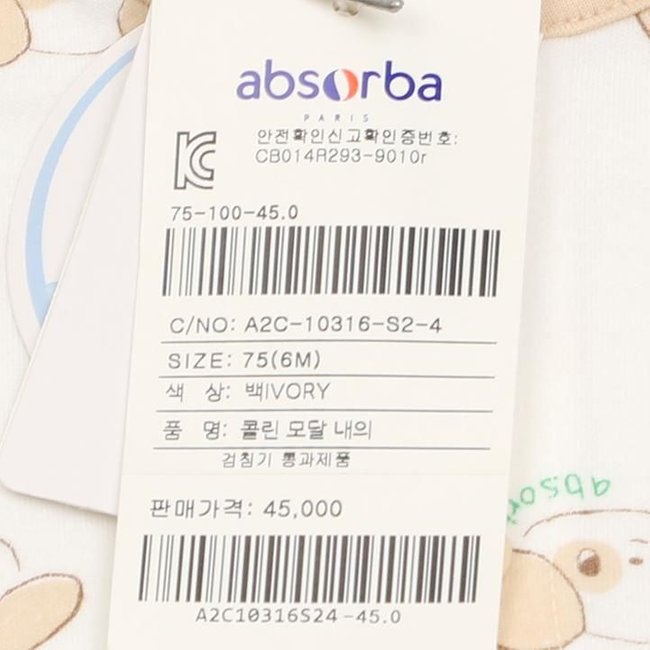 absorba
PARIS
안전확인신고확인증번호:
CB014R293-9010r
75-100-45.0
C/NO: A2C-10316-S2-4
SIZE: 75(6M)
색 상: 백IVORY
품 명: 콜린 모달 내의
검침기 통과제품
판매가격: 45,000
A2C10316S24-45.0
absor